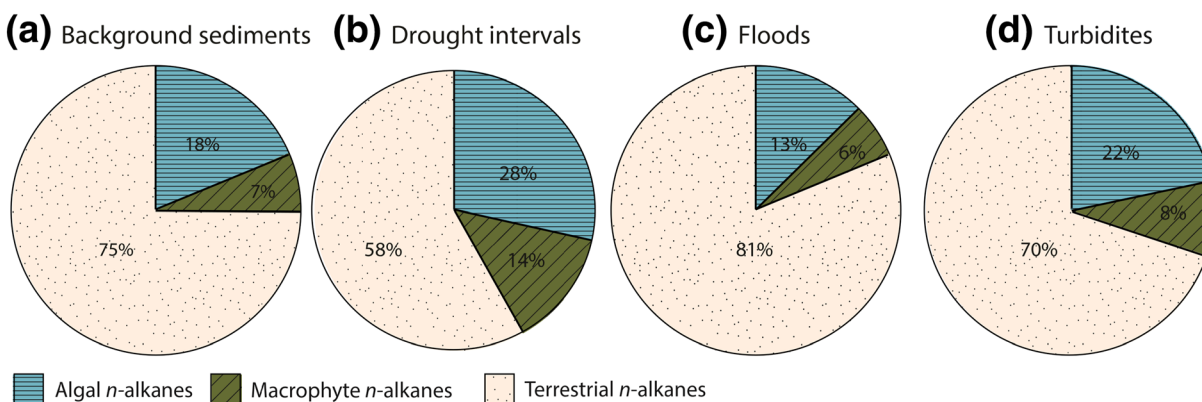 (a) Background sediments
(b) Drought intervals
(c) Floods
(d) Turbidites
18%
7%
75%
28%
14%
58%
13%
6%
81%
22%
8%
70%
Algal n-alkanes
Macrophyte n-alkanes
Terrestrial n-alkanes